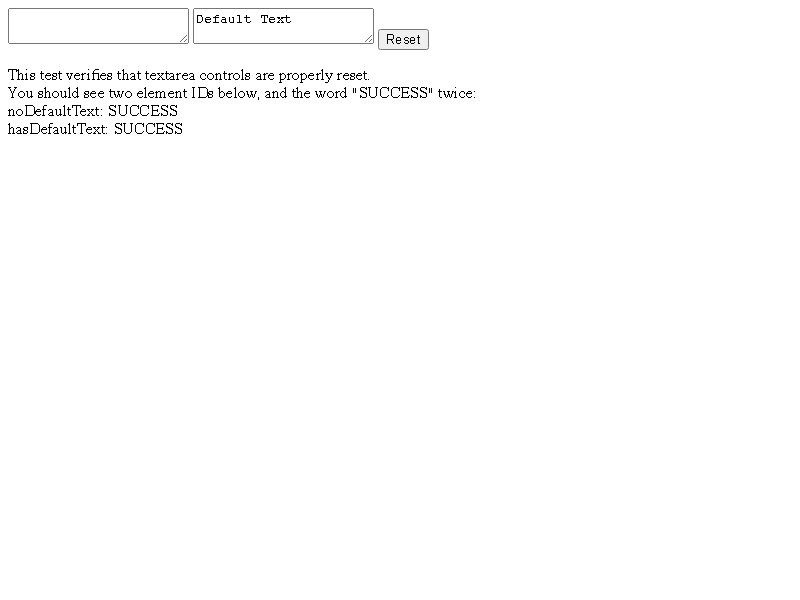 Default Text
Reset
This test verifies that textarea controls are properly reset.
You should see two element IDs below, and the word "SUCCESS" twice:
noDefaultText: SUCCESS
hasDefaultText: SUCCESS